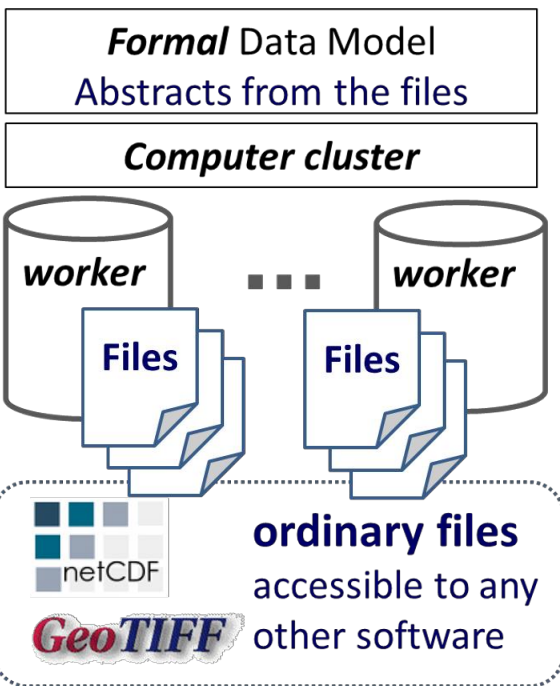 Formal Data Model
Abstracts from the files
Computer cluster
worker ... worker
Files Files
netCDF
GeoTIFF
ordinary files
accessible to any
other software